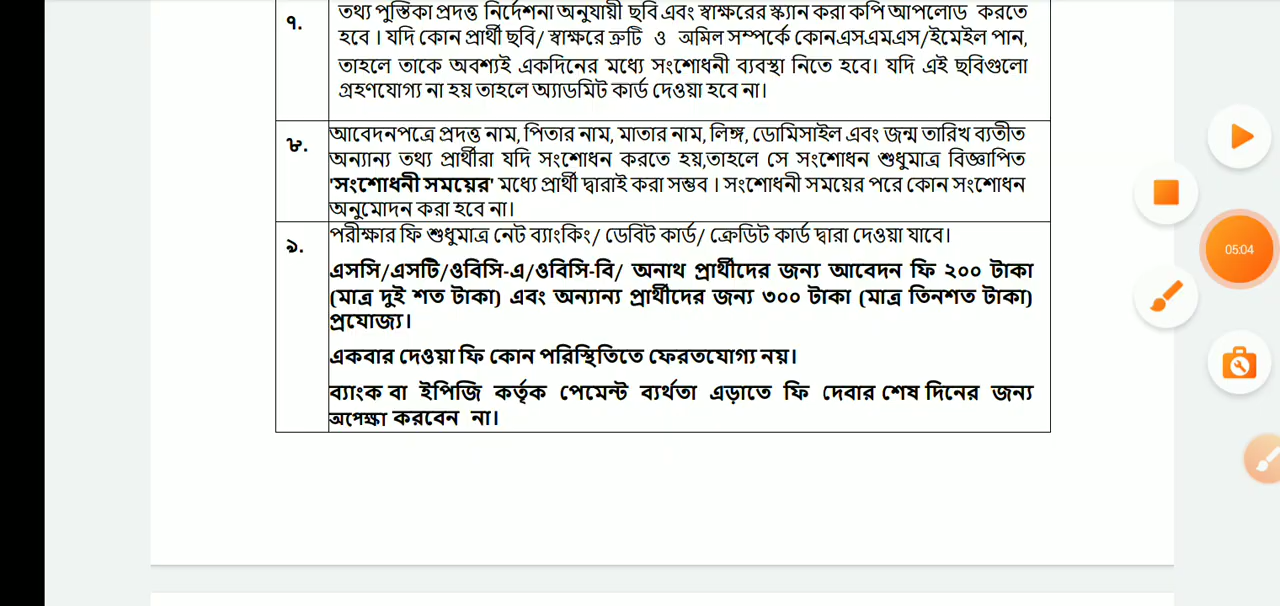 ৭.
তথ্য পুস্তিকা প্রদত্ত নির্দেশনা অনুযায়ী ছবি এবং স্বাক্ষরের স্ক্যান করা কপি আপলোড করতে
হবে। যদি কোন প্রার্থী ছবি/ স্বাক্ষরে ক্রটি ও অমিল সম্পর্কে কোনএসএমএস/ইমেইল পান,
তাহলে তাকে অবশ্যই একদিনের মধ্যে সংশোধনী ব্যবস্থা নিতে হবে। যদি এই ছবিগুলো
গ্রহণযোগ্য না হয় তাহলে অ্যাডমিট কার্ড দেওয়া হবে না।
৮.
আবেদনপত্রে প্রদত্ত নাম, পিতার নাম, মাতার নাম, লিঙ্গ, ডোমিসাইল এবং জন্ম তারিখ ব্যতীত
অন্যান্য তথ্য প্রার্থীরা যদি সংশোধন করতে হয়,তাহলে সে সংশোধন শুধুমাত্র বিজ্ঞাপিত
'সংশোধনী সময়ের' মধ্যে প্রার্থী দ্বারাই করা সম্ভব। সংশোধনী সময়ের পরে কোন সংশোধন
অনুমোদন করা হবে না।
৯.
পরীক্ষার ফি শুধুমাত্র নেট ব্যাংকিং/ ডেবিট কার্ড/ ক্রেডিট কার্ড দ্বারা দেওয়া যাবে।
এসসি/এসটি/ওবিসি-এ/ওবিসি-বি/ অনাথ প্রার্থীদের জন্য আবেদন ফি ২০০ টাকা
(মাত্র দুই শত টাকা) এবং অন্যান্য প্রার্থীদের জন্য ৩০০ টাকা (মাত্র তিনশত টাকা)
প্রযোজ্য।
একবার দেওয়া ফি কোন পরিস্থিতিতে ফেরতযোগ্য নয়।
ব্যাংক বা ইপিজি কর্তৃক পেমেন্ট ব্যর্থতা এড়াতে ফি দেবার শেষ দিনের জন্য
অপেক্ষা করবেন না।
05:04